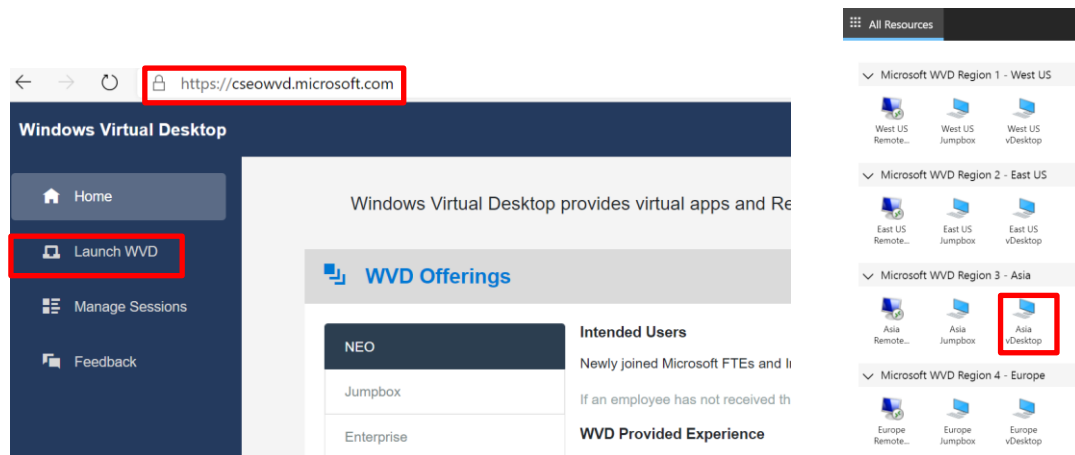 https://cseowvd.microsoft.com
Windows Virtual Desktop
Home
Launch WVD
Manage Sessions
Feedback
Windows Virtual Desktop provides virtual apps and Re
WVD Offerings
NEO
Jumpbox
Enterprise
Intended Users
Newly joined Microsoft FTEs and I
If an employee has not received th
WVD Provided Experience
All Resources
Microsoft WVD Region 1 - West US
West US Remote...
West US Jumpbox
West US vDesktop
Microsoft WVD Region 2 - East US
East US Remote...
East US Jumpbox
East US vDesktop
Microsoft WVD Region 3 - Asia
Asia Remote...
Asia Jumpbox
Asia vDesktop
Microsoft WVD Region 4 - Europe
Europe Remote...
Europe Jumpbox
Europe vDesktop